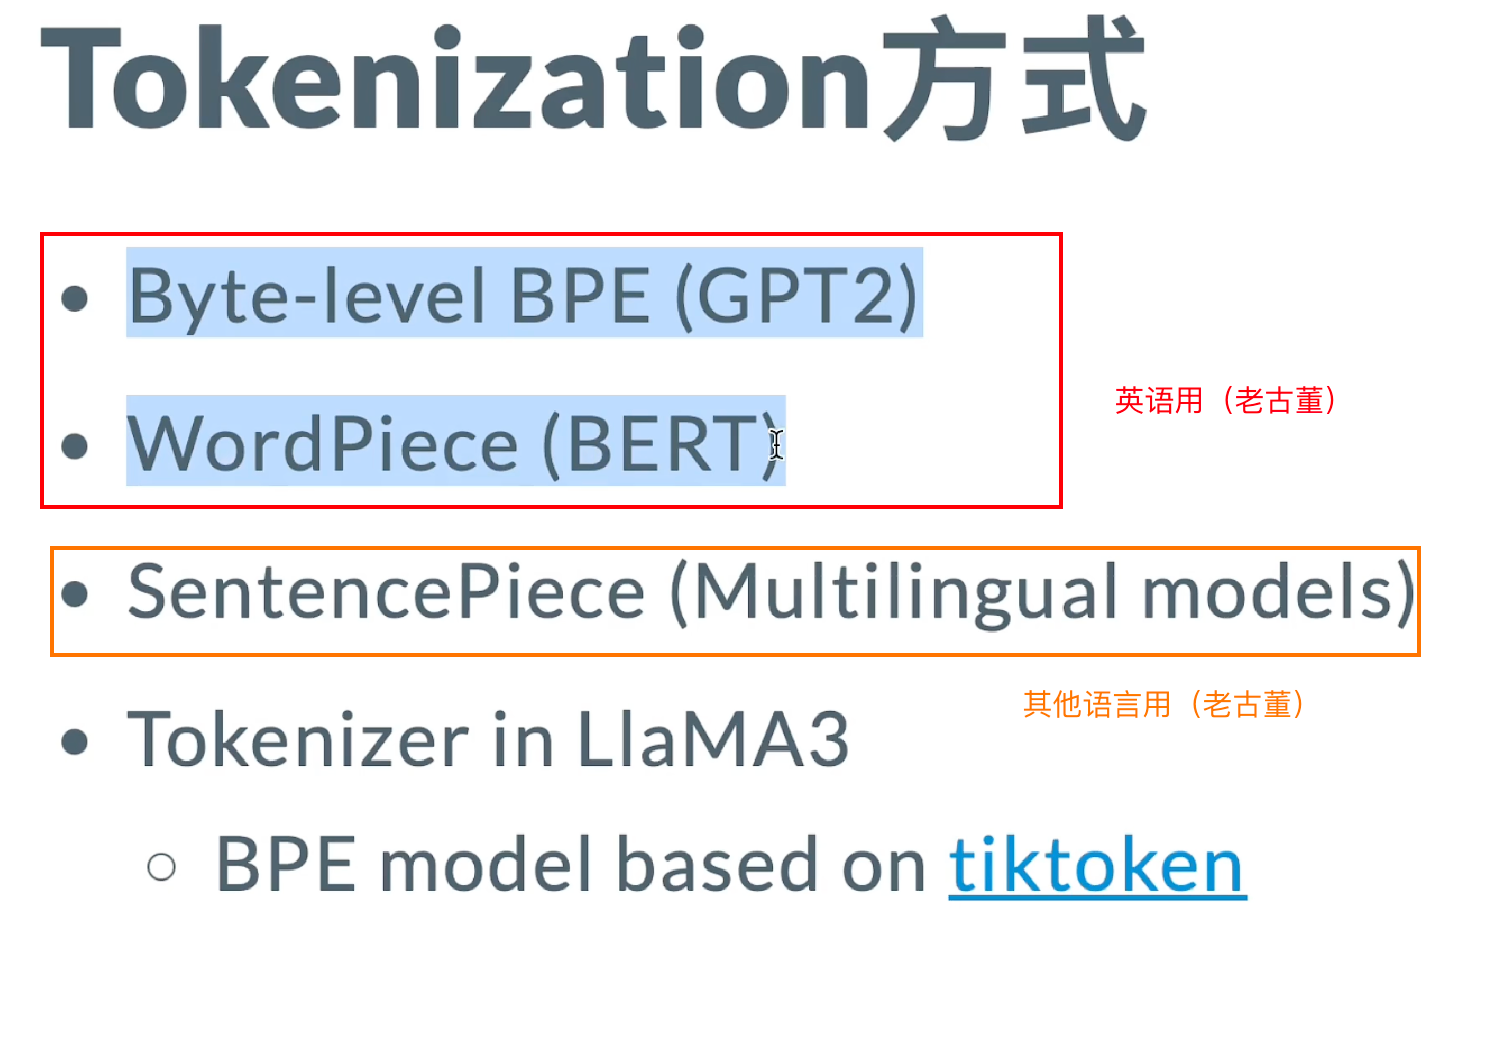 Tokenization方式
• Byte-level BPE (GPT2)
英语用（老古董）
• WordPiece (BERT)
• SentencePiece (Multilingual models)
其他语言用（老古董）
• Tokenizer in LlaMA3
○ BPE model based on tiktoken